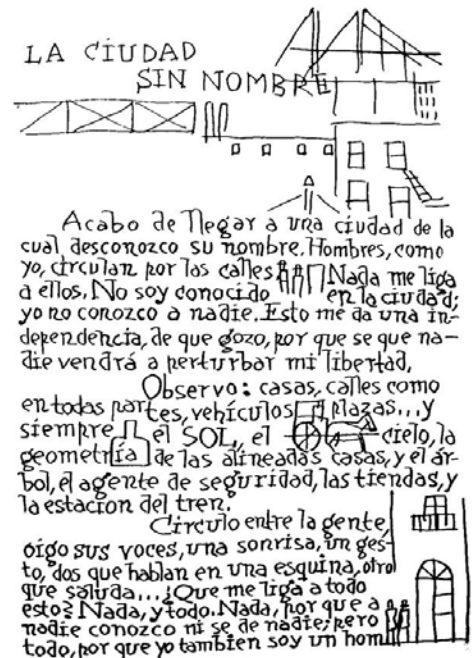 LA CIUDAD
SIN NOMBRE
Acabo de llegar a una ciudad de la
cual desconozco su nombre. Hombres, como
yo, circulan por las calles Nada me liga
a ellos. No soy conocido en la ciudad;
yo no conozco a nadie. Esto me da una in-
dependencia, de que gozo, por que se que na-
die vendrá a perturbar mi libertad.
Observo: casas, calles como
en todas partes, vehículos plazas...y
siempre el SOL, el cielo, la
geometría de las alineadas casas, y el ár-
bol, el agente de seguridad, las tiendas, y
la estación del tren.
Circulo entre la gente,
oigo sus voces, una sonrisa, un ges-
to, dos que hablan en una esquina, otro
que saluda...¿Que me liga a todo
esto? Nada, y todo. Nada, por que a
nadie conozco ni se de nadie; pero
todo, por que yo tambien soy un hom